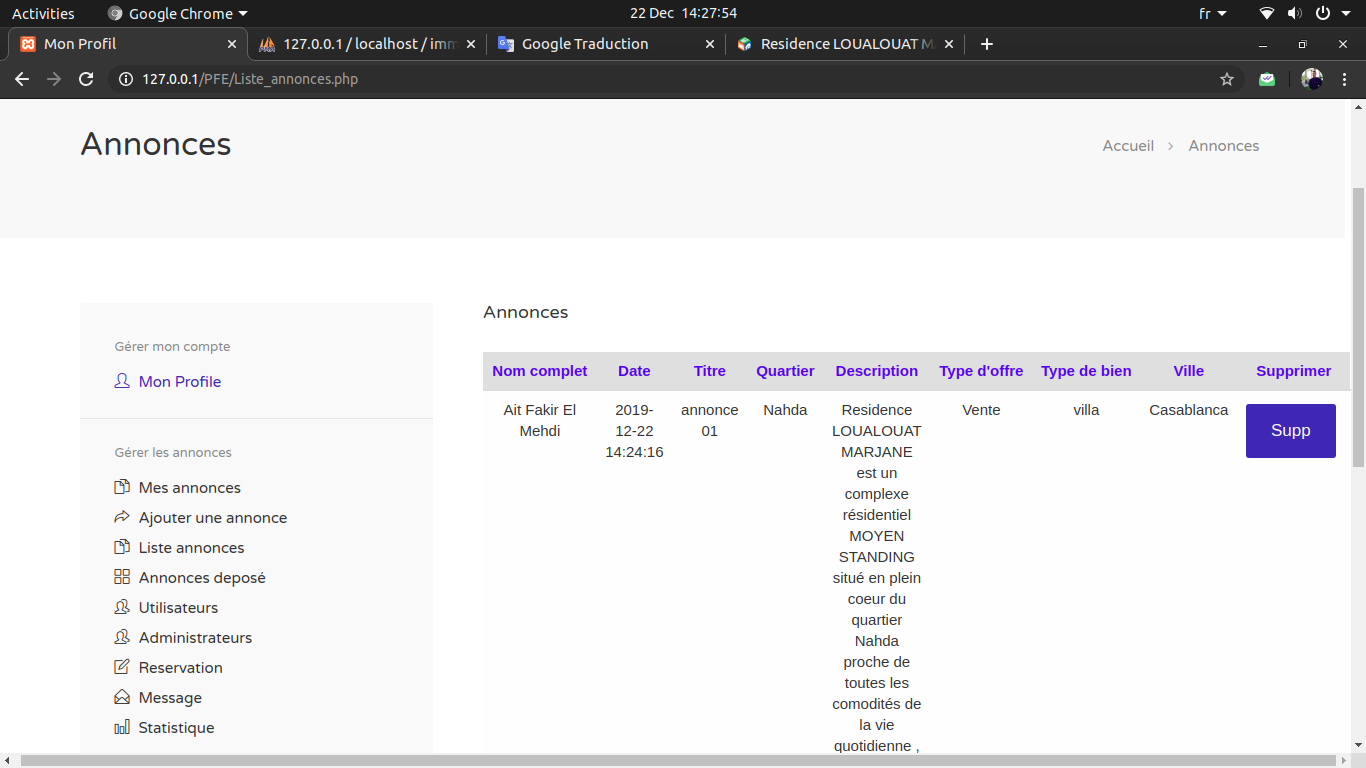 Activities Google Chrome 22 Dec 14:27:54 fr
Mon Profil 127.0.0.1 / localhost / imm Google Traduction Residence LOUALOUAT M
127.0.0.1/PFE/Liste_annonces.php
Annonces
Accueil > Annonces
Gérer mon compte
Mon Profile
Gérer les annonces
Mes annonces
Ajouter une annonce
Liste annonces
Annonces deposé
Utilisateurs
Administrateurs
Reservation
Message
Statistique
Annonces
Nom complet Date Titre Quartier Description Type d'offre Type de bien Ville Supprimer
Ait Fakir El
Mehdi
2019-
12-22
14:24:16
annonce
01
Nahda
Residence
LOUALOUAT
MARJANE
est un
complexe
résidentiel
MOYEN
STANDING
situé en plein
coeur du
quartier
Nahda
proche de
toutes les
comodités de
la vie
quotidienne ,
Vente
villa
Casablanca
Supp